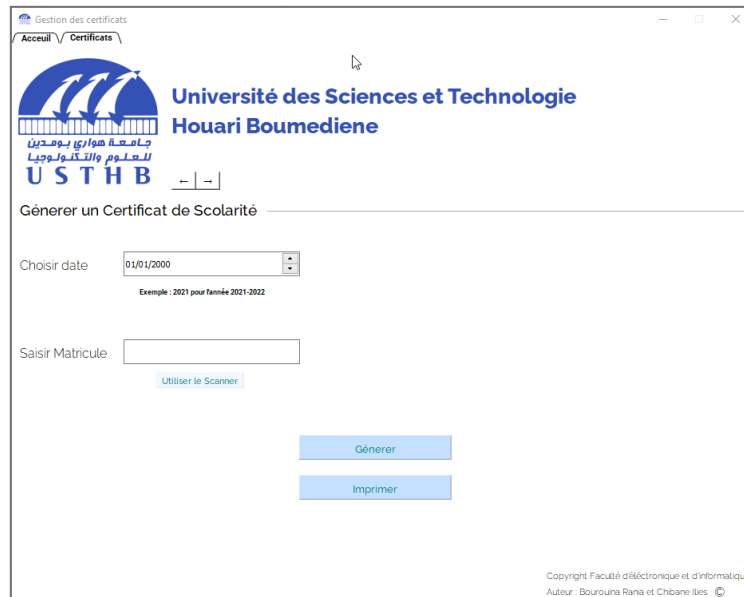 Gestion des certificats
Acceuil
Certificats
Université des Sciences et Technologie
Houari Boumediene
جامعة هواري بومدين
للعلوم والتكنولوجيا
USTHB
← →
Génerer un Certificat de Scolarité
Choisir date
01/01/2000
Exemple : 2021 pour l'année 2021-2022
Saisir Matricule
Utiliser le Scanner
Génerer
Imprimer
Copyright Faculté d'éléctronique et d'informatiqu
Auteur : Bourouina Rania et Chibane Ilies ©